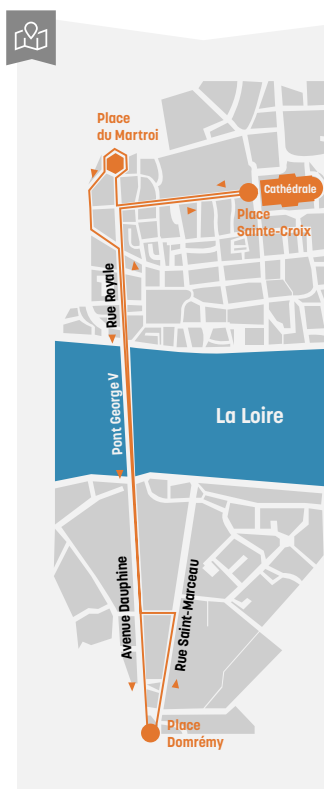 Place
du Martroi
Cathédrale
Place
Sainte-Croix
Rue Royale
Pont George V
La Loire
Avenue Dauphine
Rue Saint-Marceau
Place
Domrémy